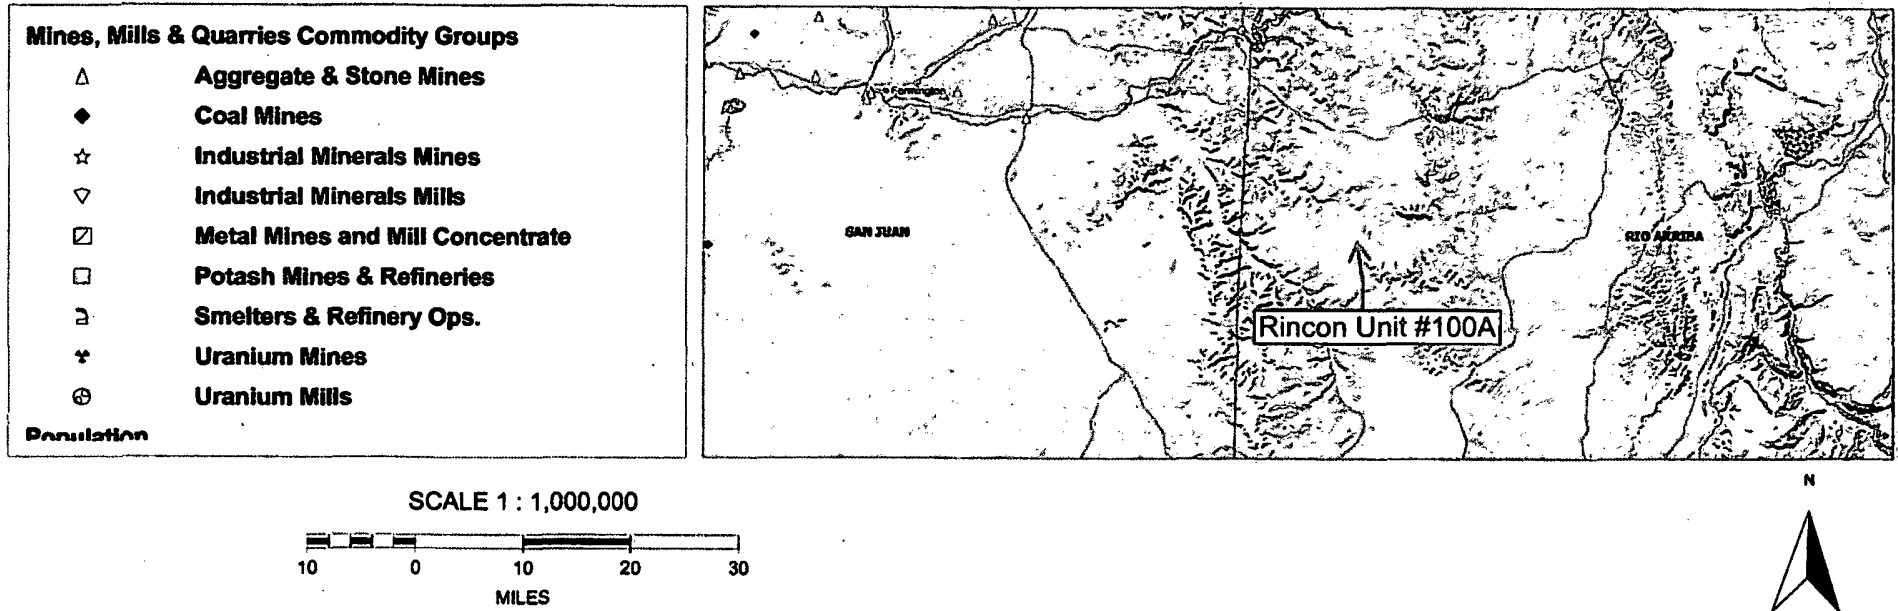 Mines, Mills & Quarries Commodity Groups
Aggregate & Stone Mines
Coal Mines
Industrial Minerals Mines
Industrial Minerals Mills
Metal Mines and Mill Concentrate
Potash Mines & Refineries
Smelters & Refinery Ops.
Uranium Mines
Uranium Mills
Population
Farmington
SAN JUAN
RIO ARRIBA
Rincon Unit #100A
SCALE 1 : 1,000,000
10 0 10 20 30
MILES
N